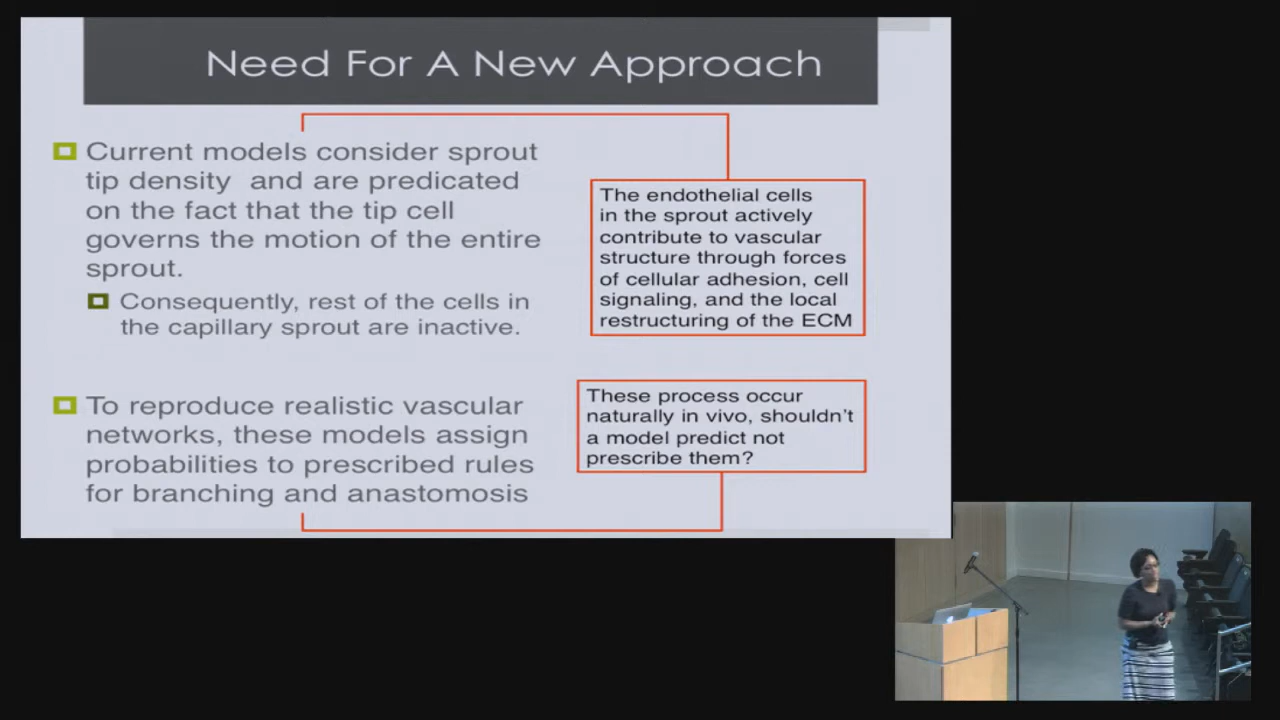 Need For A New Approach
Current models consider sprout
tip density and are predicated
on the fact that the tip cell
governs the motion of the entire
sprout.
Consequently, rest of the cells in
the capillary sprout are inactive.
The endothelial cells
in the sprout actively
contribute to vascular
structure through forces
of cellular adhesion, cell
signaling, and the local
restructuring of the ECM
To reproduce realistic vascular
networks, these models assign
probabilities to prescribed rules
for branching and anastomosis
These process occur
naturally in vivo, shouldn't
a model predict not
prescribe them?